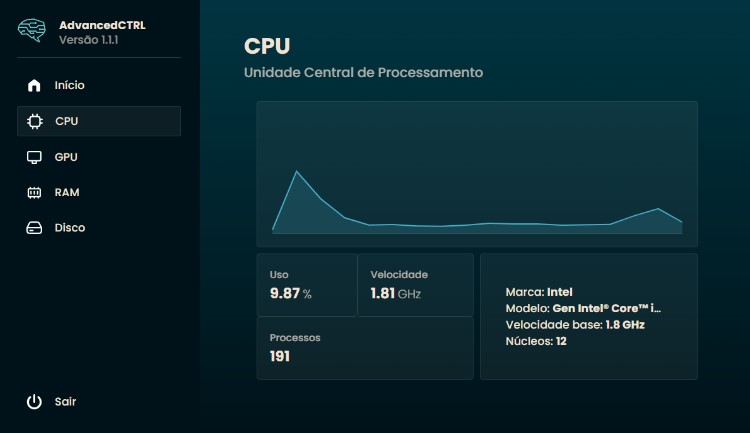 AdvancedCTRL
Versão 1.1.1
Início
CPU
GPU
RAM
Disco
Sair
CPU
Unidade Central de Processamento
Uso
9.87 %
Velocidade
1.81 GHz
Processos
191
Marca: Intel
Modelo: Gen Intel® Core™ i...
Velocidade base: 1.8 GHz
Núcleos: 12